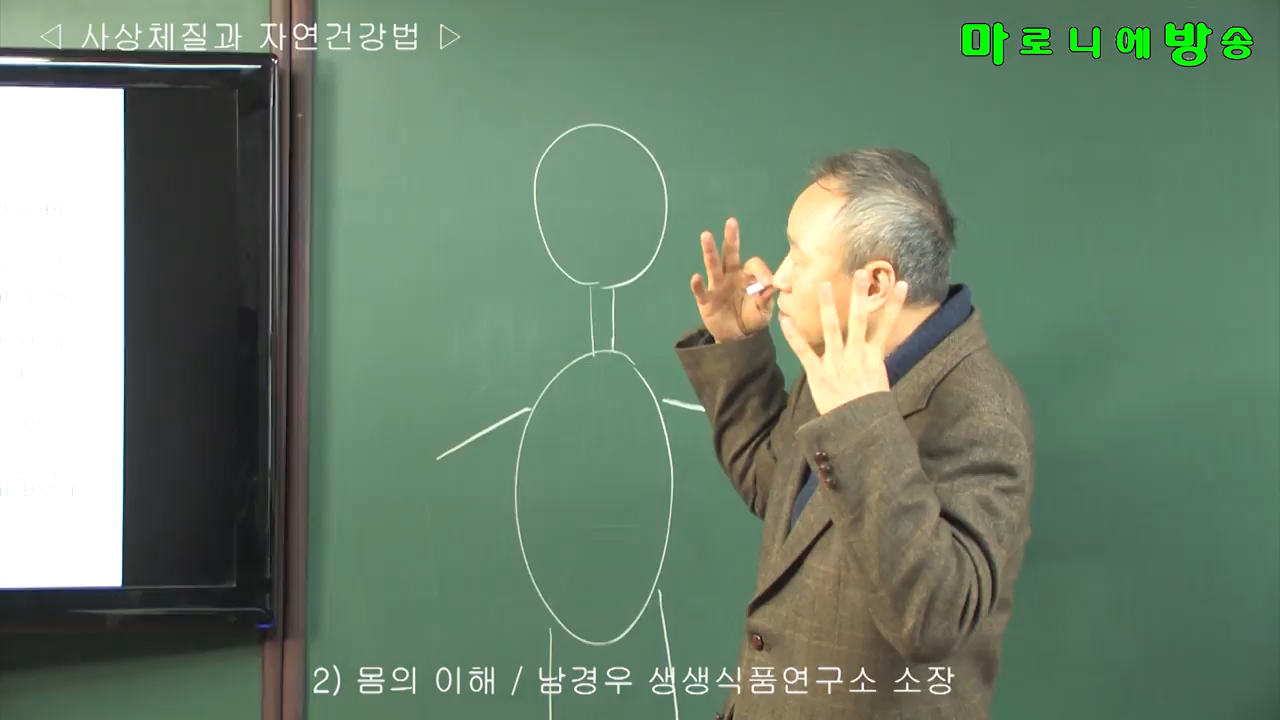 ◁ 사상체질과 자연건강법 ▷
마로니에방송
2) 몸의 이해 / 남경우 생생식품연구소 소장